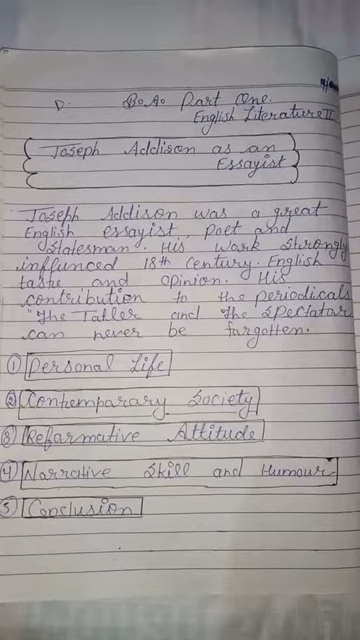 D.
B.A. Part One.
English Literature II
Joseph Addison as an
Essayist
Joseph Addison was a great
English essayist, Poet and
Statesman. His work strongly
influnced 18th Century. English
taste and opinion. His
contribution to the periodicals
"The Tatler and The Spectator
can never be forgotten.
① Personal Life
② Contemparary Society
③ Reformative Attitude
④ Narrative Skill and Humour
⑤ Conclusion